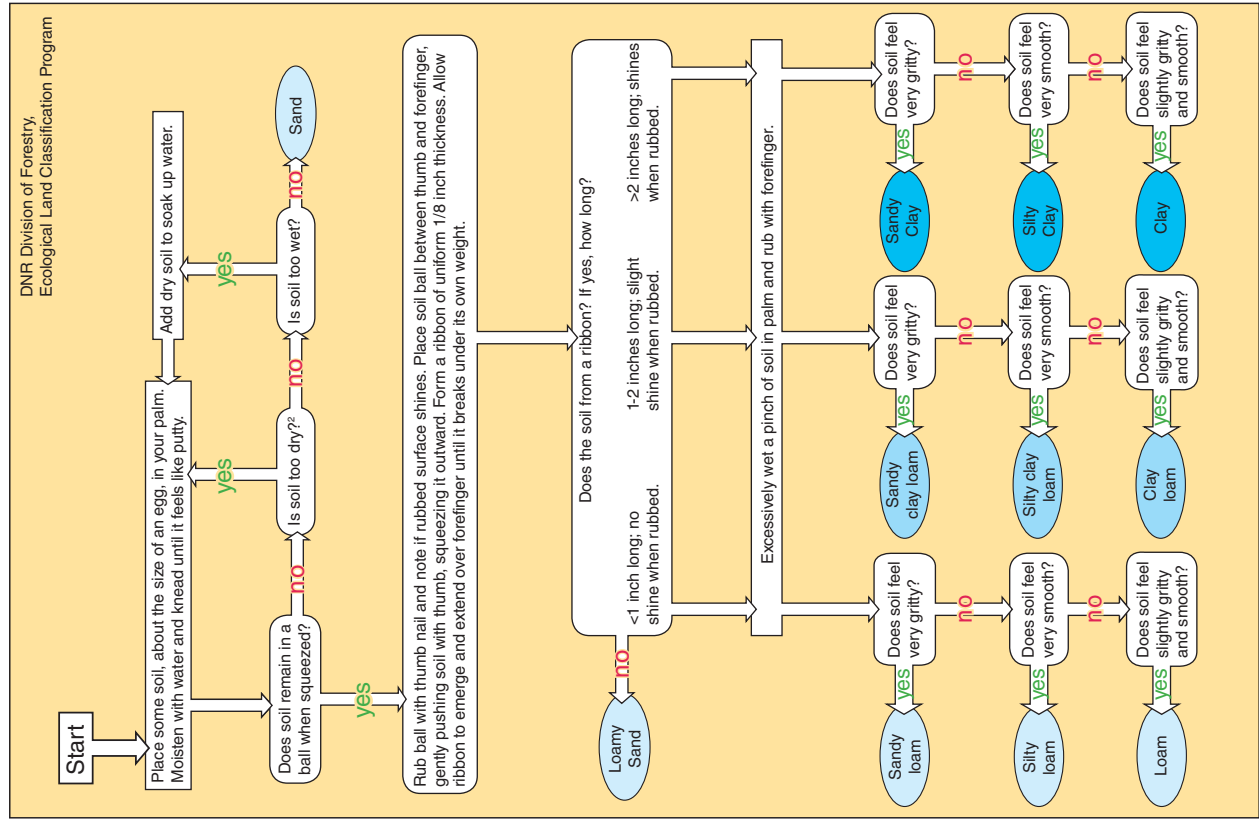 DNR Division of Forestry,
Ecological Land Classification Program
Start
Place some soil, about the size of an egg, in your palm.
Moisten with water and knead until it feels like putty.
Add dry soil to soak up water.
yes
yes
Does soil remain in a
ball when squeezed?
no
Is soil too dry?²
no
Is soil too wet?
no
Sand
yes
Rub ball with thumb nail and note if rubbed surface shines. Place soil ball between thumb and forefinger,
gently pushing soil with thumb, squeezing it outward. Form a ribbon of uniform 1/8 inch thickness. Allow
ribbon to emerge and extend over forefinger until it breaks under its own weight.
Does the soil from a ribbon? If yes, how long?
no
Loamy
Sand
<1 inch long; no
shine when rubbed.
1-2 inches long; slight
shine when rubbed.
>2 inches long; shines
when rubbed.
Excessively wet a pinch of soil in palm and rub with forefinger.
Sandy
loam
yes
Does soil feel
very gritty?
no
Silty
loam
yes
Does soil feel
very smooth?
no
Loam
yes
Does soil feel
slightly gritty
and smooth?
Sandy
clay loam
yes
Does soil feel
very gritty?
no
Silty clay
loam
yes
Does soil feel
very smooth?
no
Clay
loam
yes
Does soil feel
slightly gritty
and smooth?
Sandy
Clay
yes
Does soil feel
very gritty?
no
Silty
Clay
yes
Does soil feel
very smooth?
no
Clay
yes
Does soil feel
slightly gritty
and smooth?